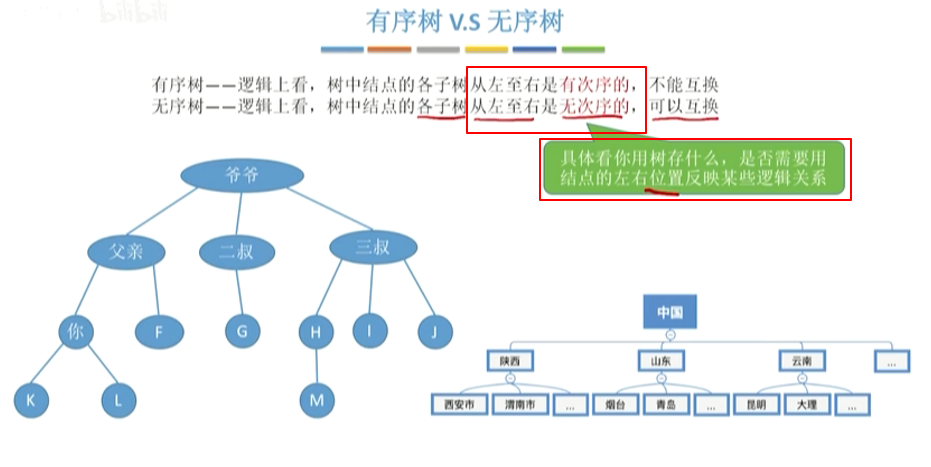 有序树 V.S 无序树
有序树——逻辑上看，树中结点的各子树从左至右是有次序的，不能互换
无序树——逻辑上看，树中结点的各子树从左至右是无次序的，可以互换
具体看你用树存什么，是否需要用
结点的左右位置反映某些逻辑关系
爷爷
父亲 二叔 三叔
你 F G H I J
K L M
中国
陕西 山东 云南 ...
西安市 渭南市 ... 烟台 青岛 ... 昆明 大理 ...